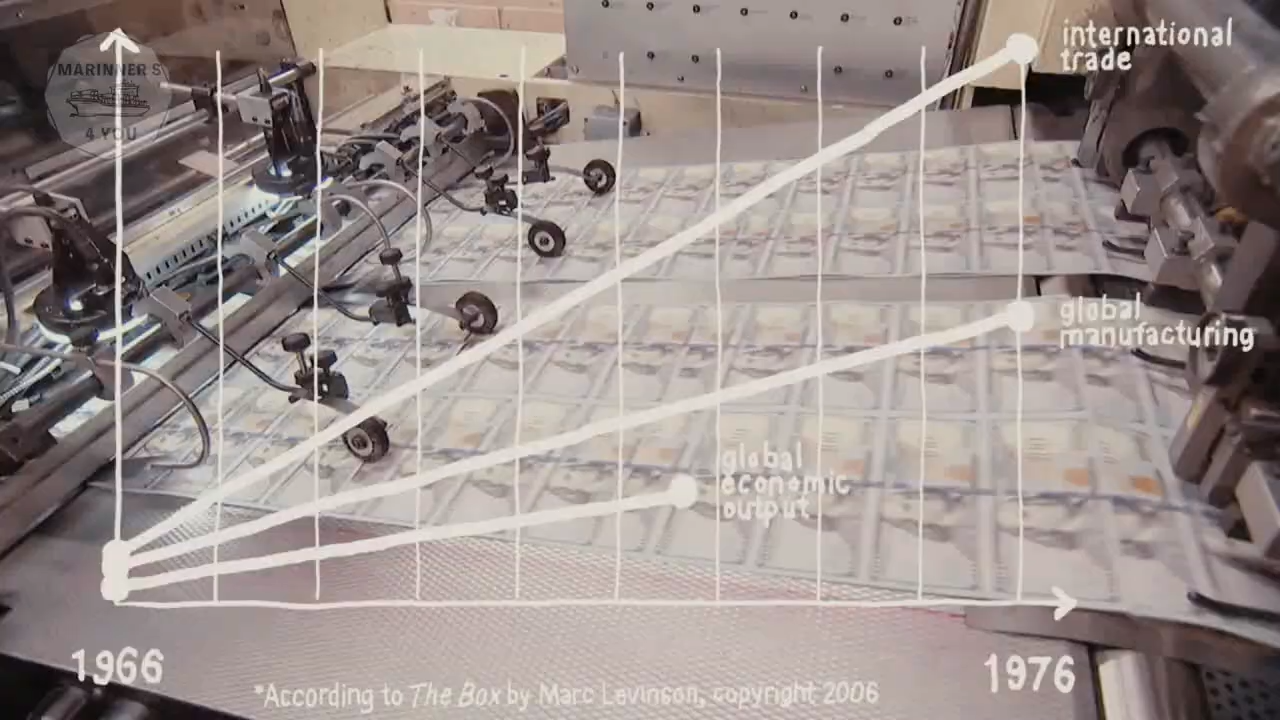 MARINNER S
4 YOU
international
trade
global
manufacturing
global
economic
output
1966
1976
*According to The Box by Marc Levinson, copyright 2006